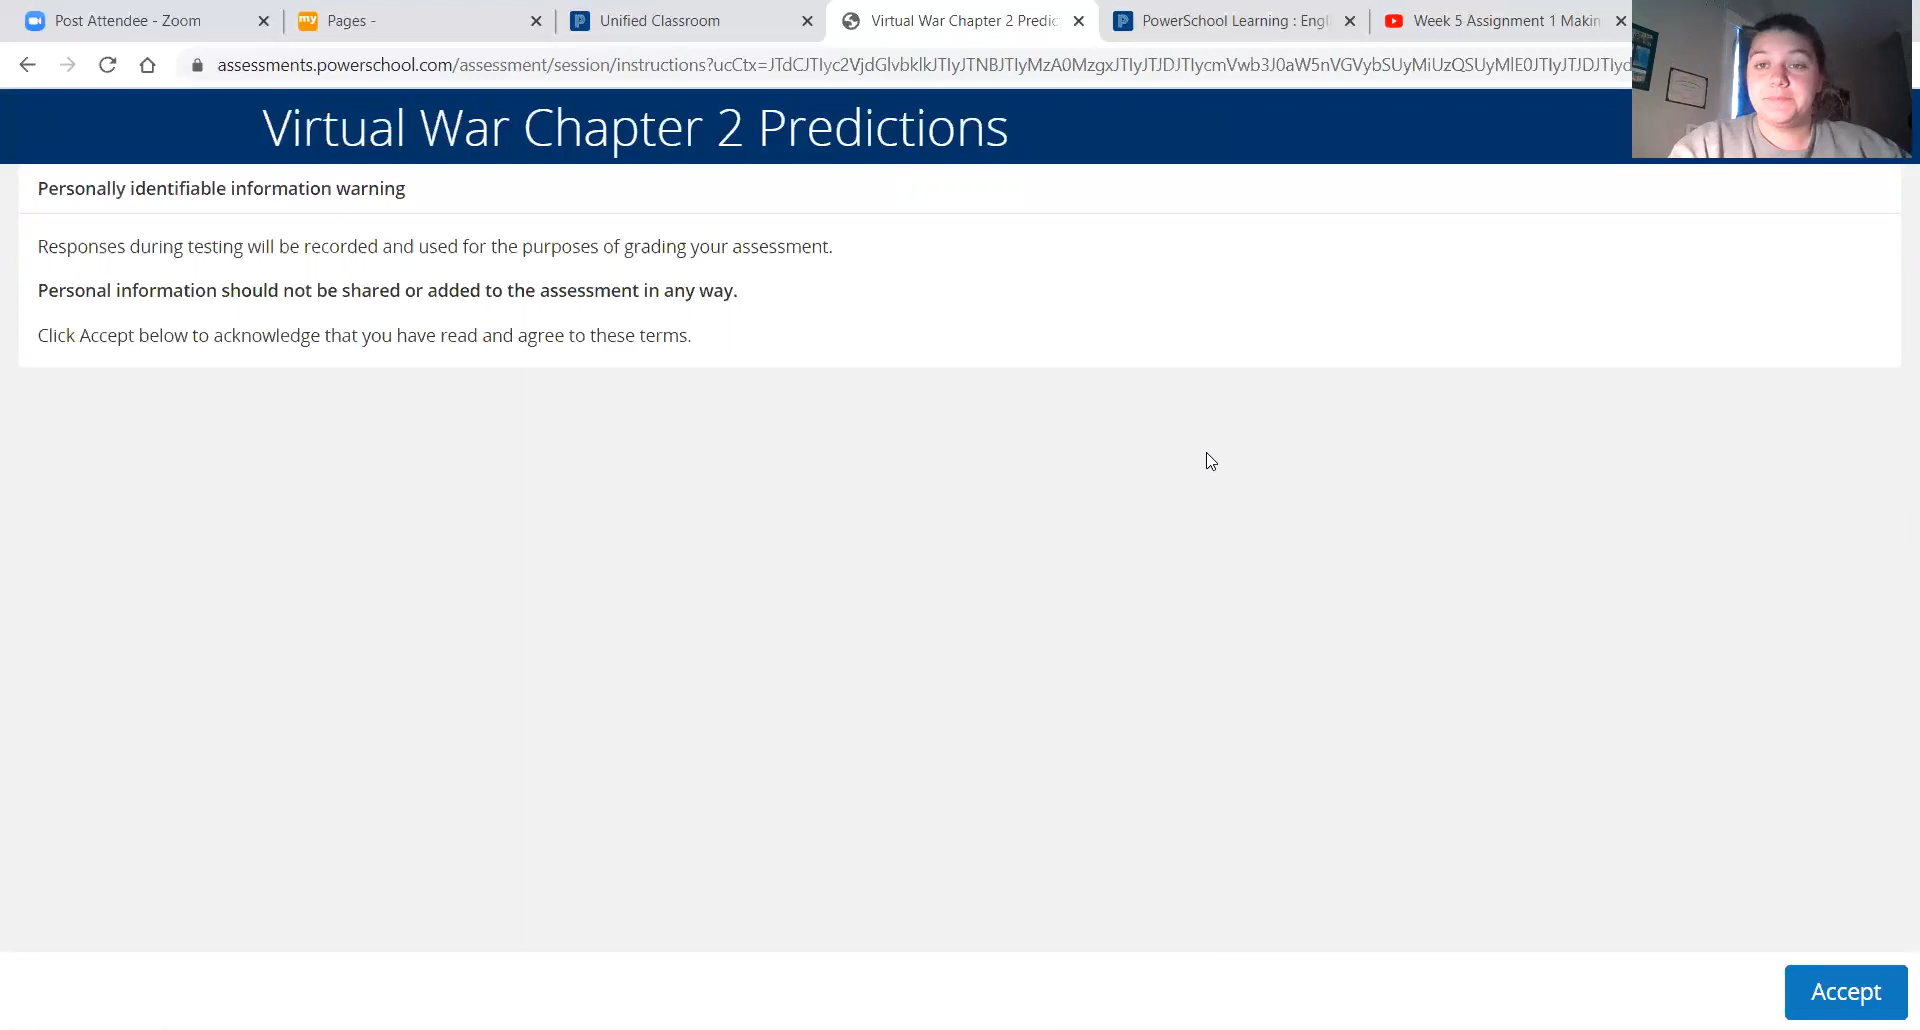 Post Attendee - Zoom
my Pages -
Unified Classroom
Virtual War Chapter 2 Predic
PowerSchool Learning : Engl
Week 5 Assignment 1 Makin
assessments.powerschool.com/assessment/session/instructions?ucCtx=
Virtual War Chapter 2 Predictions
Personally identifiable information warning
Responses during testing will be recorded and used for the purposes of grading your assessment.
Personal information should not be shared or added to the assessment in any way.
Click Accept below to acknowledge that you have read and agree to these terms.
Accept